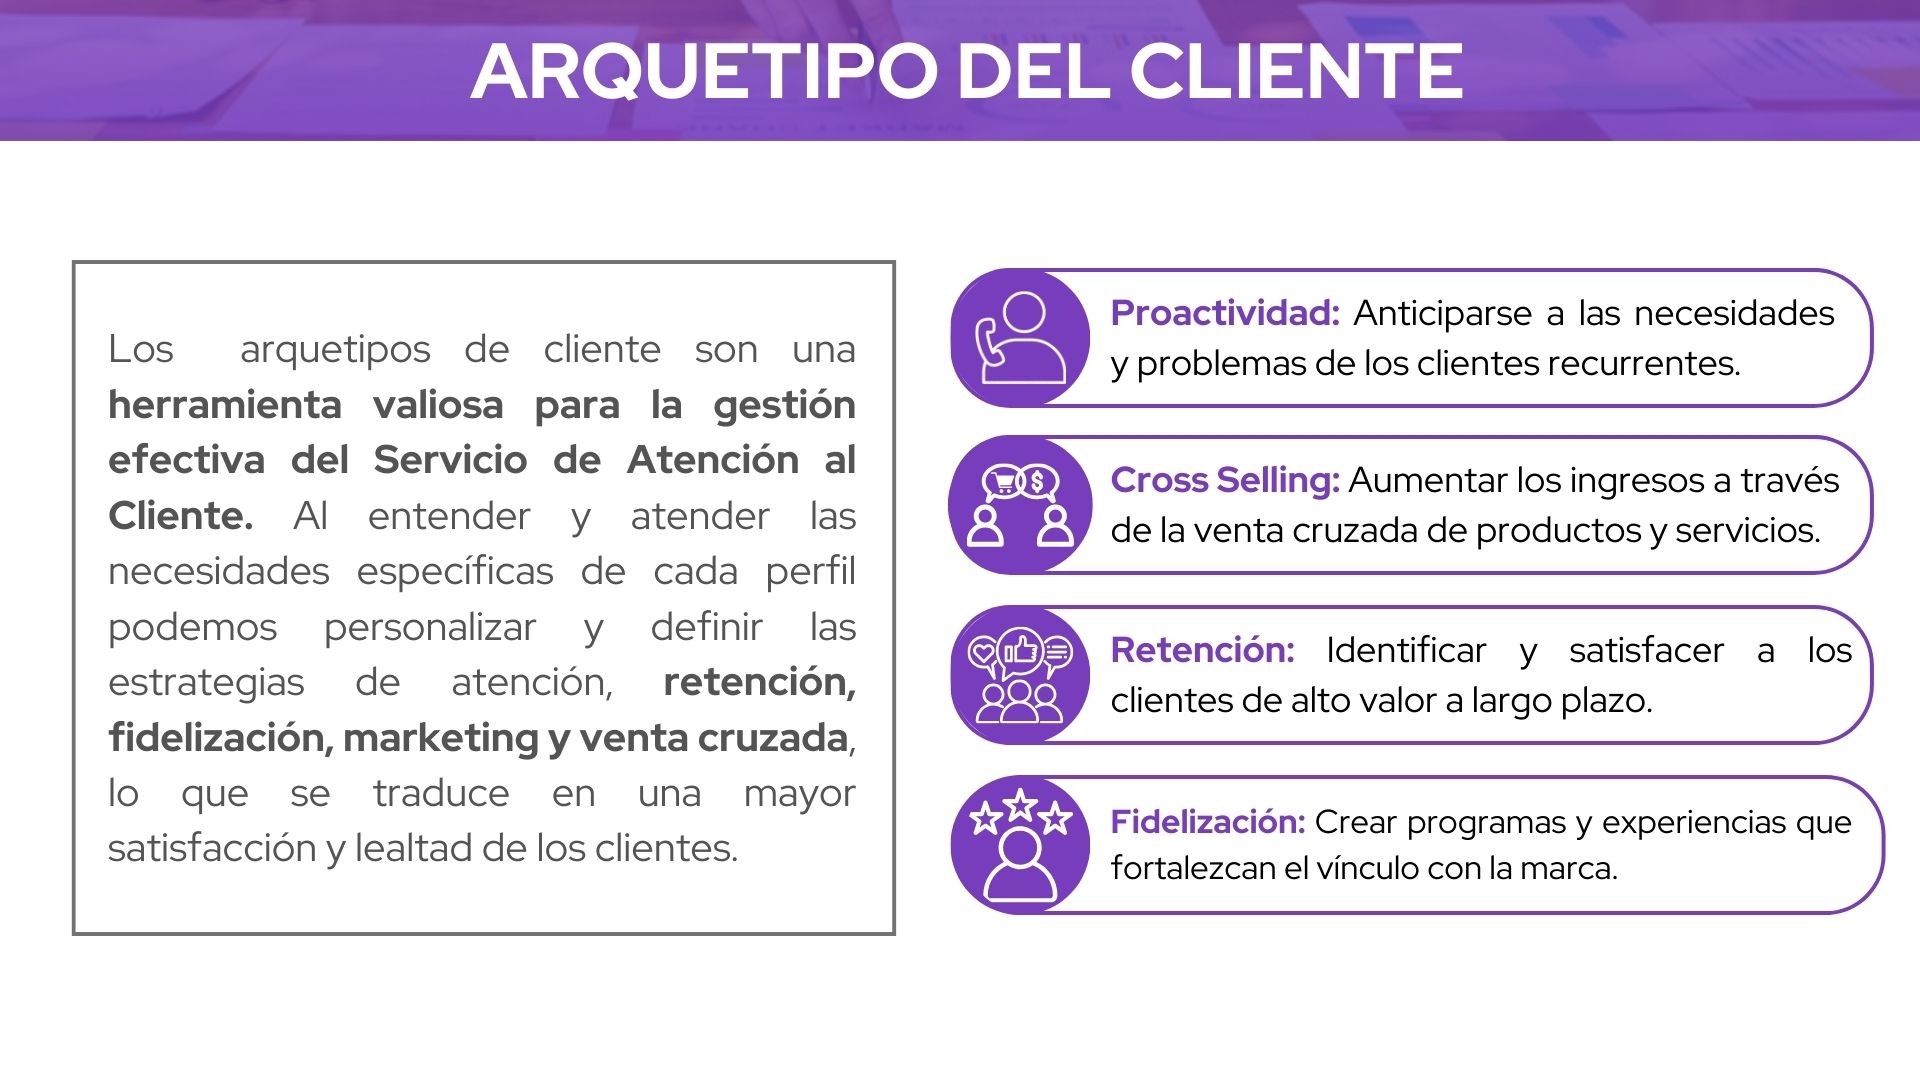 ARQUETIPO DEL CLIENTE
Los arquetipos de cliente son una
herramienta valiosa para la gestión
efectiva del Servicio de Atención al
Cliente. Al entender y atender las
necesidades específicas de cada perfil
podemos personalizar y definir las
estrategias de atención, retención,
fidelización, marketing y venta cruzada,
lo que se traduce en una mayor
satisfacción y lealtad de los clientes.
Proactividad: Anticiparse a las necesidades
y problemas de los clientes recurrentes.
Cross Selling: Aumentar los ingresos a través
de la venta cruzada de productos y servicios.
Retención: Identificar y satisfacer a los
clientes de alto valor a largo plazo.
Fidelización: Crear programas y experiencias que
fortalezcan el vínculo con la marca.